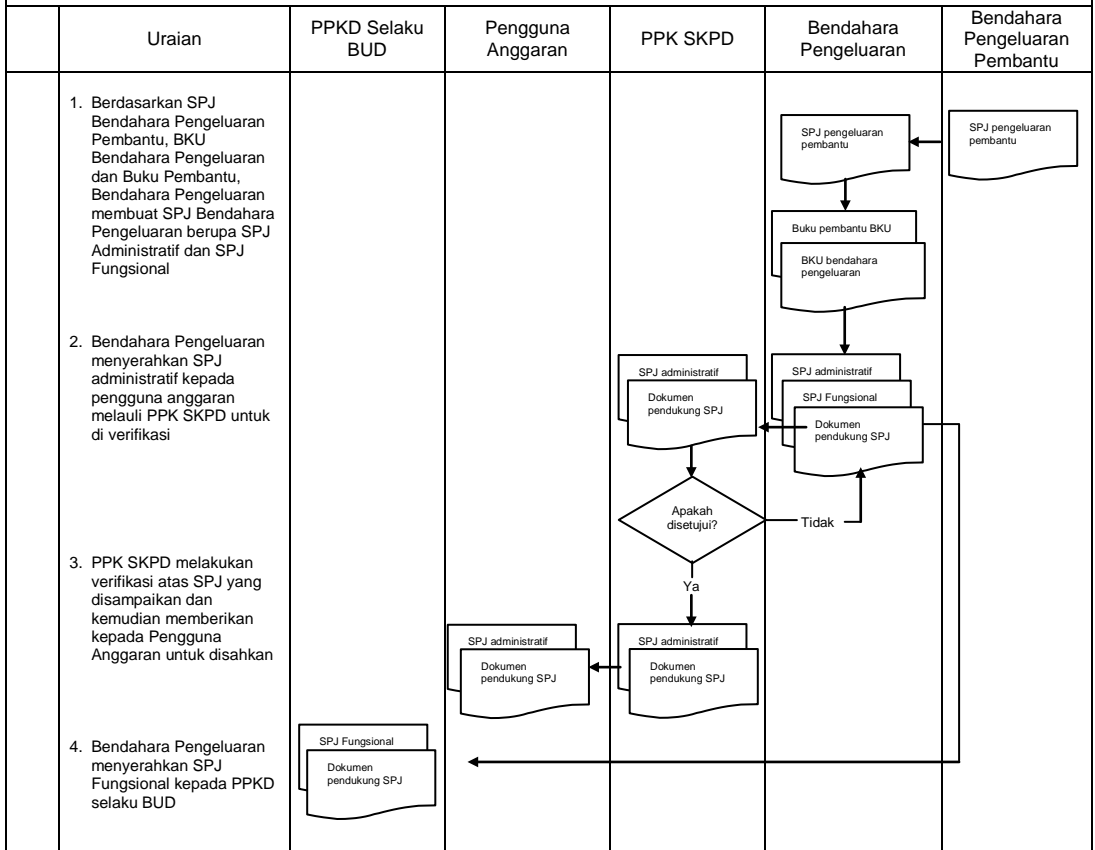 Uraian
PPKD Selaku
BUD
Pengguna
Anggaran
PPK SKPD
Bendahara
Pengeluaran
Bendahara
Pengeluaran
Pembantu
1. Berdasarkan SPJ
Bendahara Pengeluaran
Pembantu, BKU
Bendahara Pengeluaran
dan Buku Pembantu,
Bendahara Pengeluaran
membuat SPJ Bendahara
Pengeluaran berupa SPJ
Administratif dan SPJ
Fungsional
SPJ pengeluaran
pembantu
SPJ pengeluaran
pembantu
Buku pembantu BKU
BKU bendahara
pengeluaran
2. Bendahara Pengeluaran
menyerahkan SPJ
administratif kepada
pengguna anggaran
melauli PPK SKPD untuk
di verifikasi
SPJ administratif
Dokumen
pendukung SPJ
SPJ administratif
SPJ Fungsional
Dokumen
pendukung SPJ
Apakah
disetujui?
Tidak
Ya
3. PPK SKPD melakukan
verifikasi atas SPJ yang
disampaikan dan
kemudian memberikan
kepada Pengguna
Anggaran untuk disahkan
SPJ administratif
Dokumen
pendukung SPJ
SPJ administratif
Dokumen
pendukung SPJ
4. Bendahara Pengeluaran
menyerahkan SPJ
Fungsional kepada PPKD
selaku BUD
SPJ Fungsional
Dokumen
pendukung SPJ